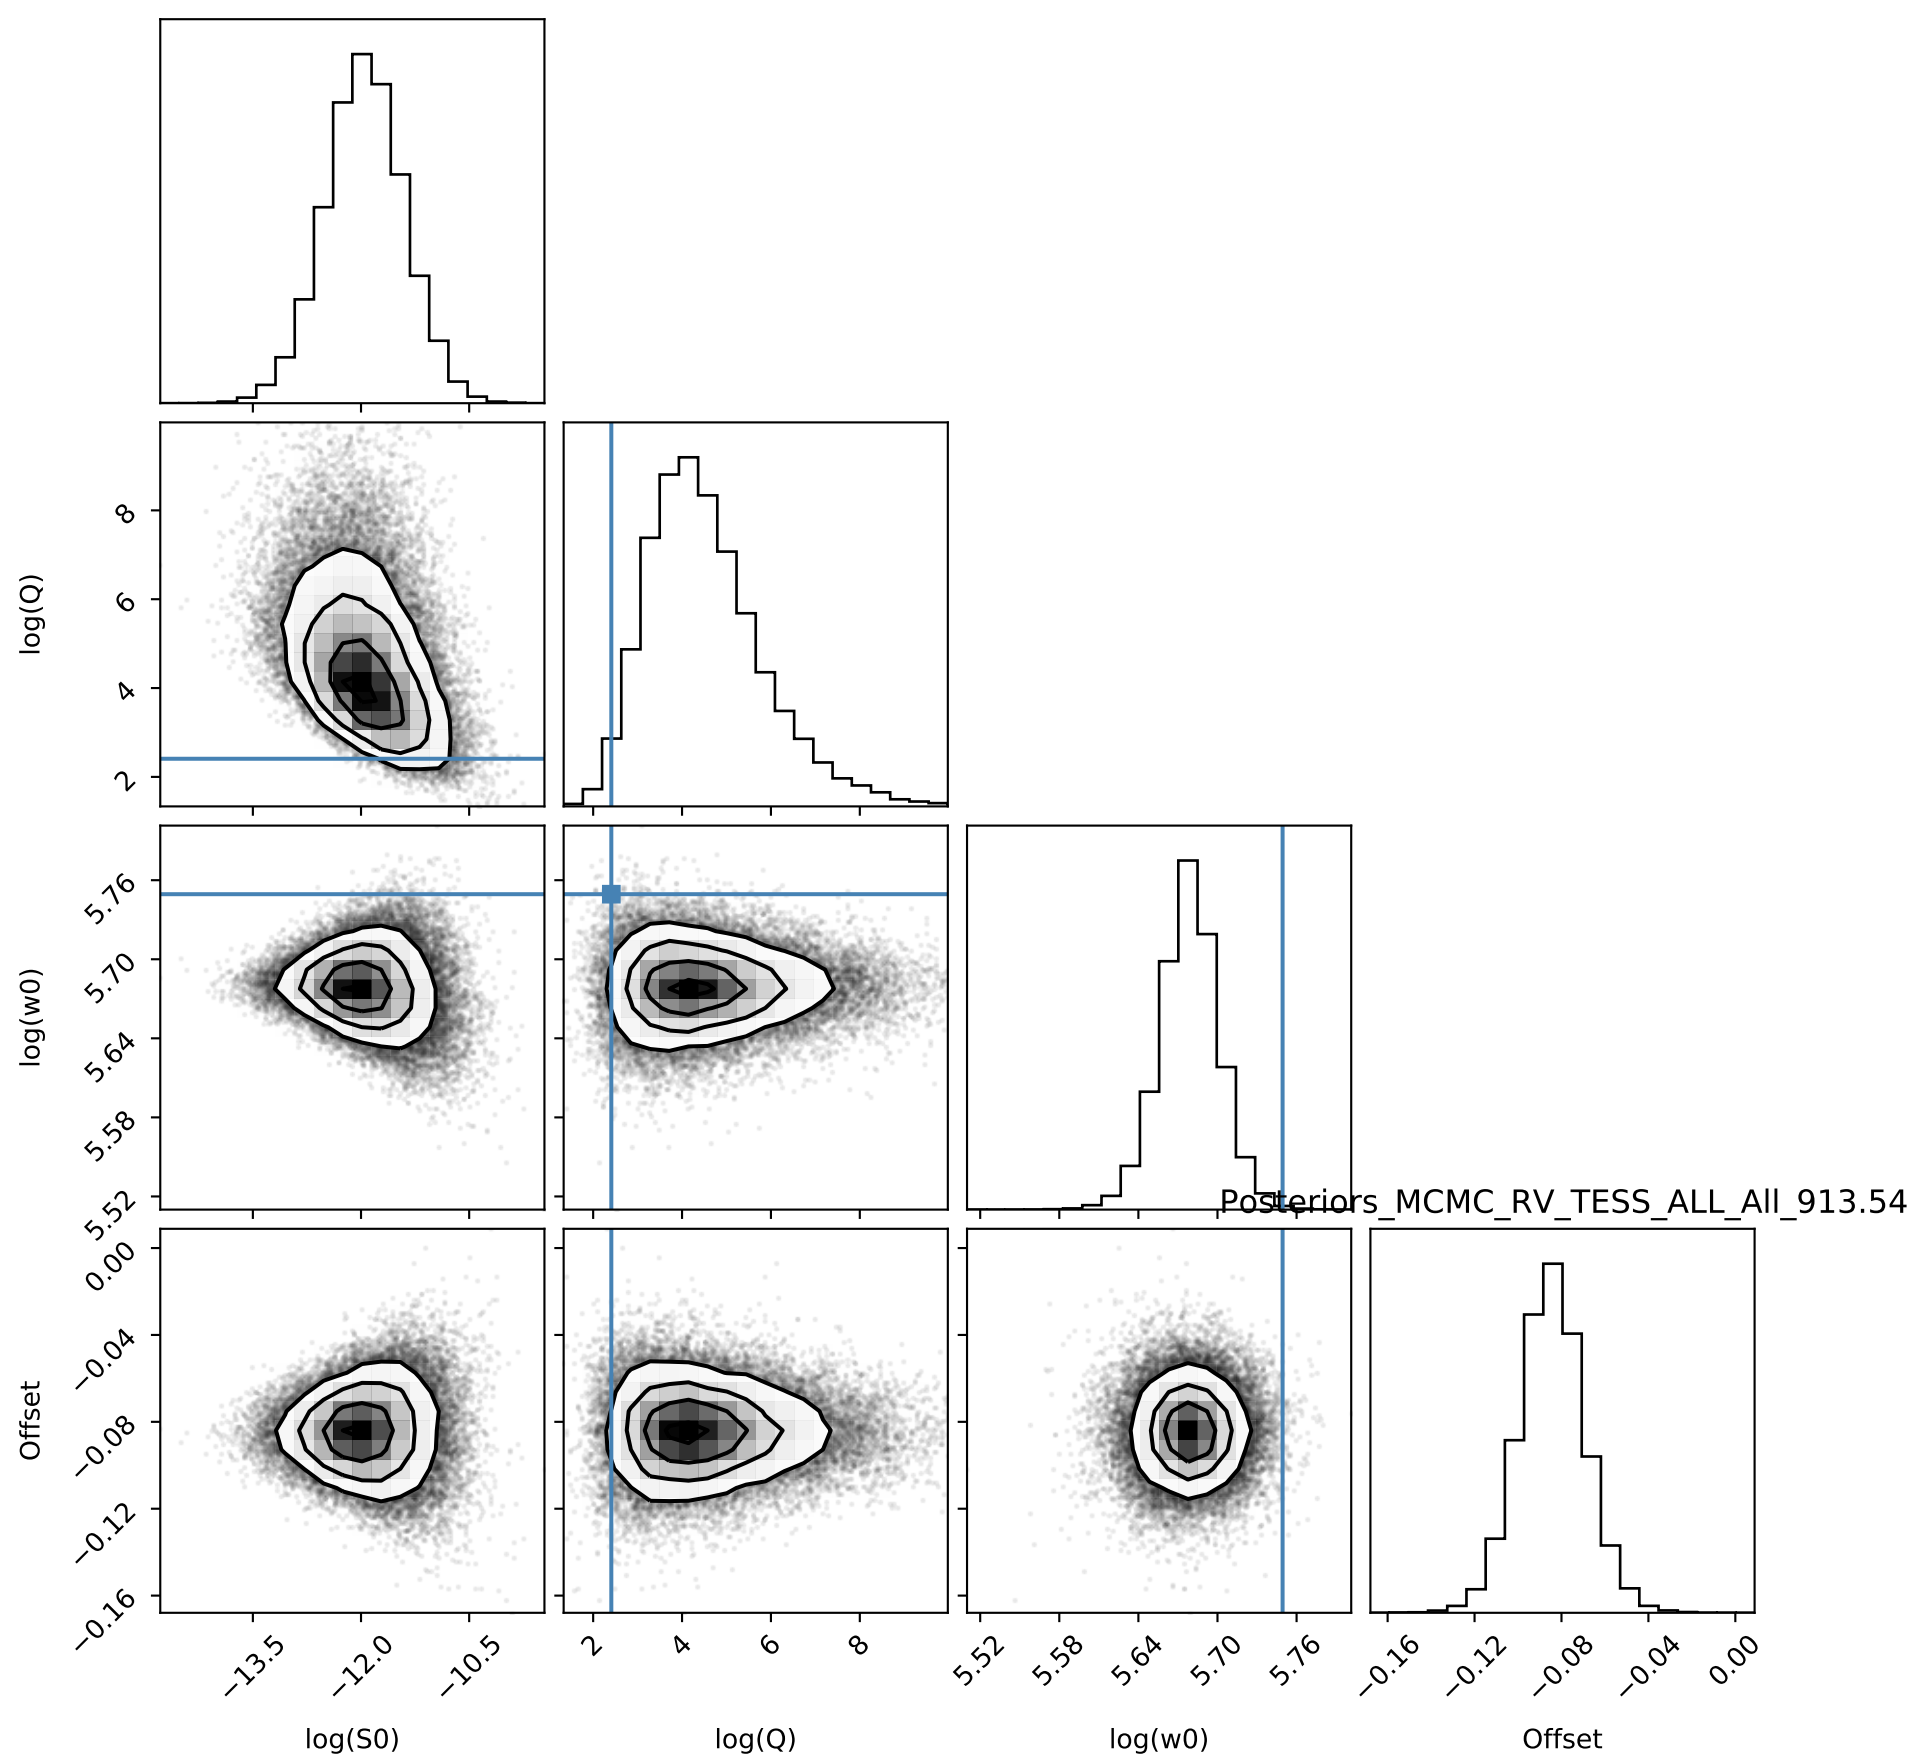 log(Q)
8
6
4
2
log(w0)
5.76
5.70
5.64
5.58
5.52
Posteriors_MCMC_RV_TESS_ALL_All_913.54
Offset
0.00
−0.04
−0.08
−0.12
−0.16
−13.5 −12.0 −10.5
2 4 6 8
5.52 5.58 5.64 5.70 5.76
−0.16 −0.12 −0.08 −0.04 0.00
log(S0) log(Q) log(w0) Offset